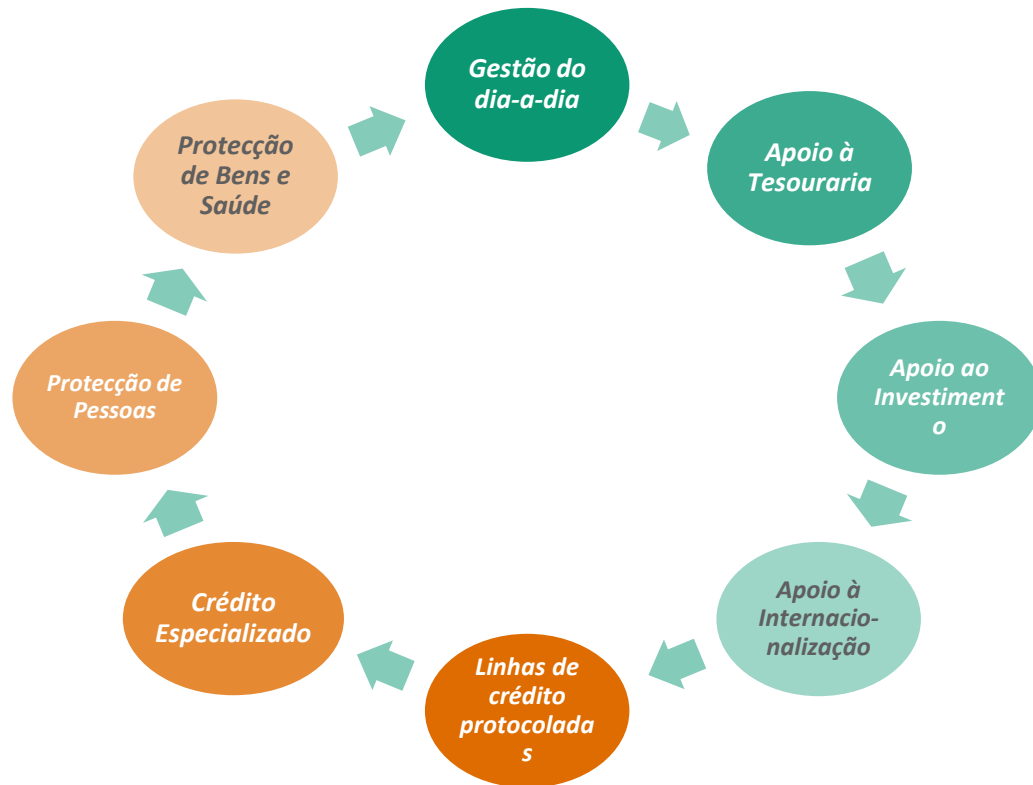 Gestão do
dia-a-dia
Apoio à
Tesouraria
Apoio ao
Investiment
o
Apoio à
Internacio-
nalização
Linhas de
crédito
protocolada
s
Crédito
Especializado
Protecção de
Pessoas
Protecção
de Bens e
Saúde